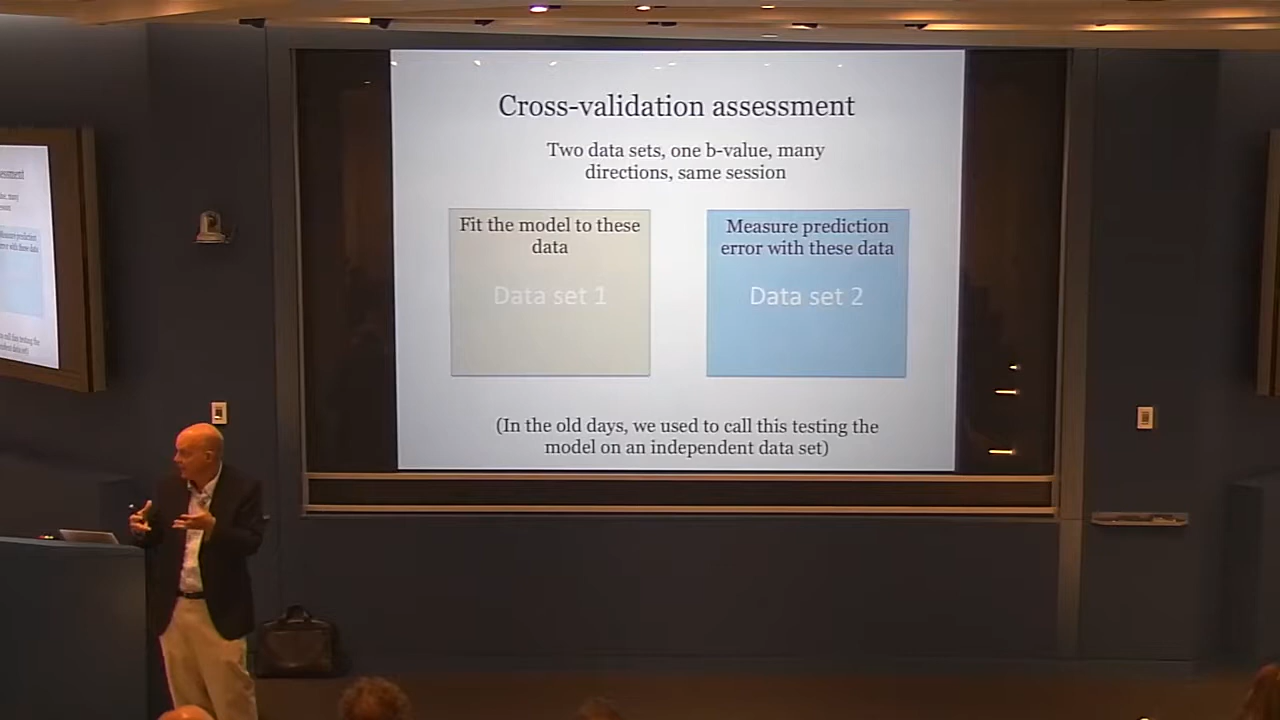 Cross-validation assessment
Two data sets, one b-value, many
directions, same session
Fit the model to these
data
Data set 1
Measure prediction
error with these data
Data set 2
(In the old days, we used to call this testing the
model on an independent data set)